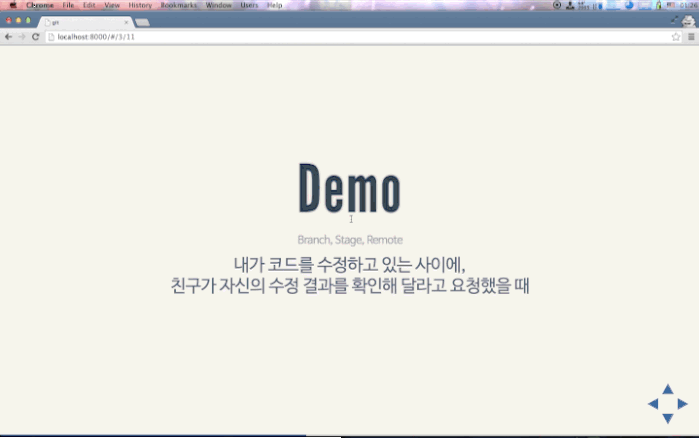 Chrome File Edit View History Bookmarks Window Users Help
git
localhost:8000/#/3/11
Demo
Branch, Stage, Remote
내가 코드를 수정하고 있는 사이에,
친구가 자신의 수정 결과를 확인해 달라고 요청했을 때